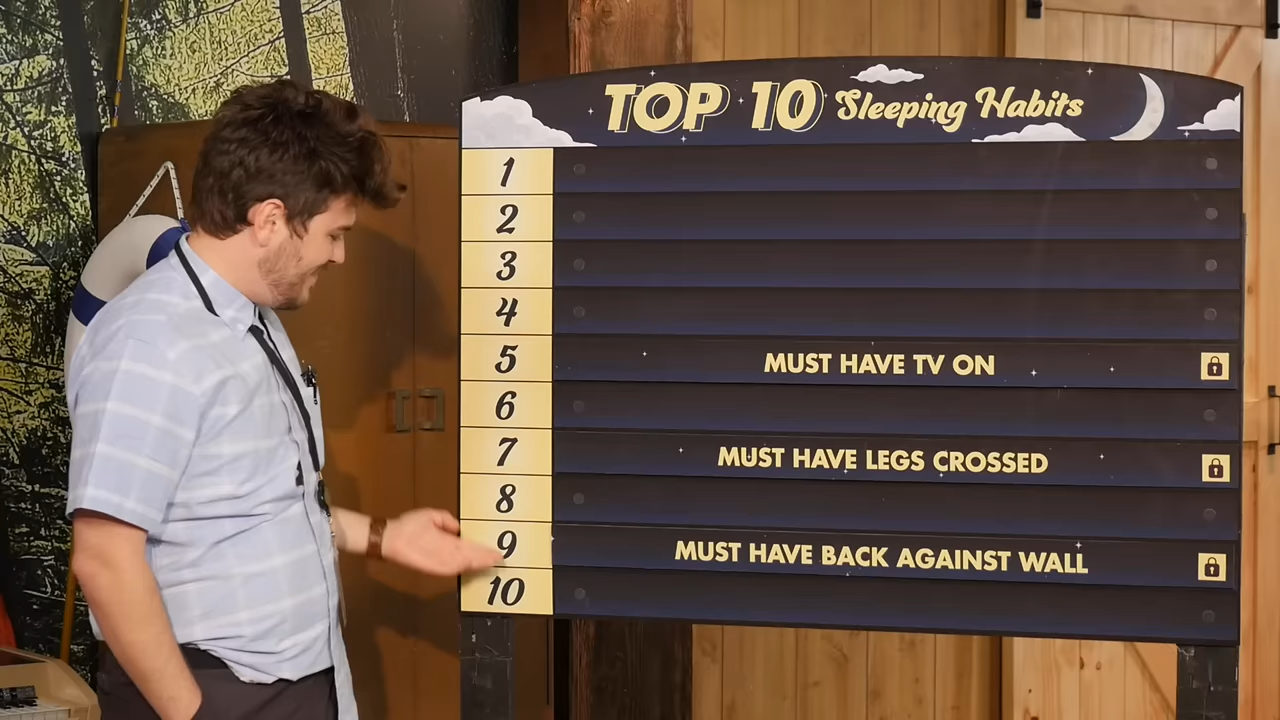 TOP 10 Sleeping Habits
1
2
3
4
5 MUST HAVE TV ON
6
7 MUST HAVE LEGS CROSSED
8
9 MUST HAVE BACK AGAINST WALL
10